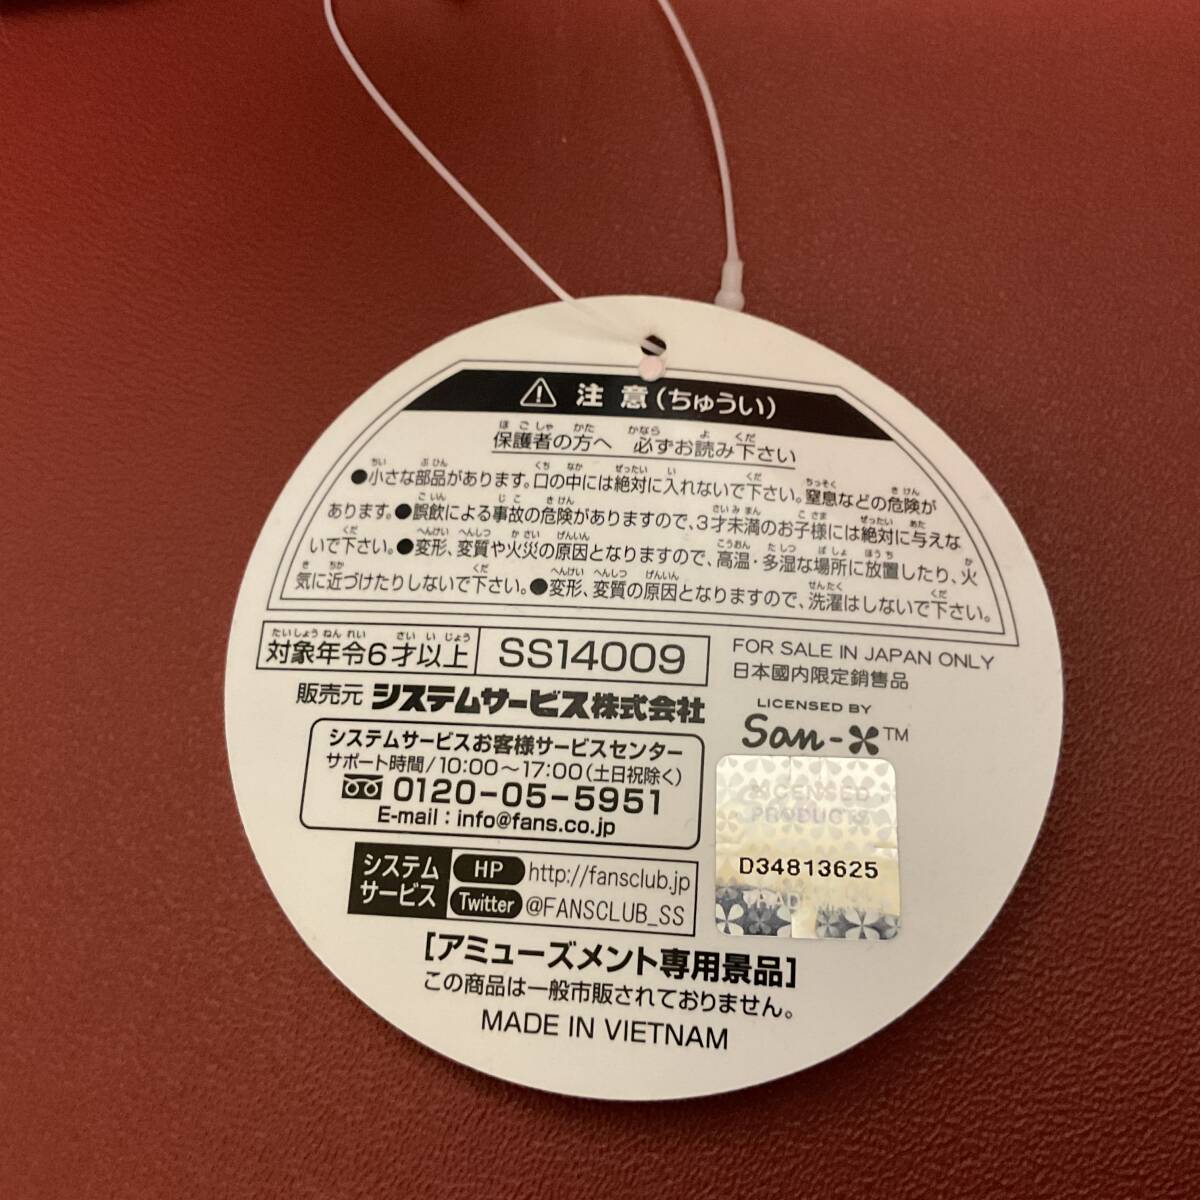 ⚠ 注意(ちゅうい)
保護者の方へ 必ずお読み下さい
●小さな部品があります。口の中には絶対に入れないで下さい。窒息などの危険が
あります。●誤飲による事故の危険がありますので、3才未満のお子様には絶対に与えな
いで下さい。●変形、変質や火災の原因となりますので、高温・多湿な場所に放置したり、火
気に近づけたりしないで下さい。●変形、変質の原因となりますので、洗濯はしないで下さい。
対象年令6才以上 SS14009
FOR SALE IN JAPAN ONLY
日本國内限定銷售品
販売元 システムサービス株式会社
LICENSED BY
San-X™
システムサービスお客様サービスセンター
サポート時間/10:00～17:00(土日祝除く)
0120-05-5951
E-mail : info@fans.co.jp
LICENSED
PRODUCTS
D34813625
システム
サービス
HP http://fansclub.jp
Twitter @FANSCLUB_SS
[アミューズメント専用景品]
この商品は一般市販されておりません。
MADE IN VIETNAM